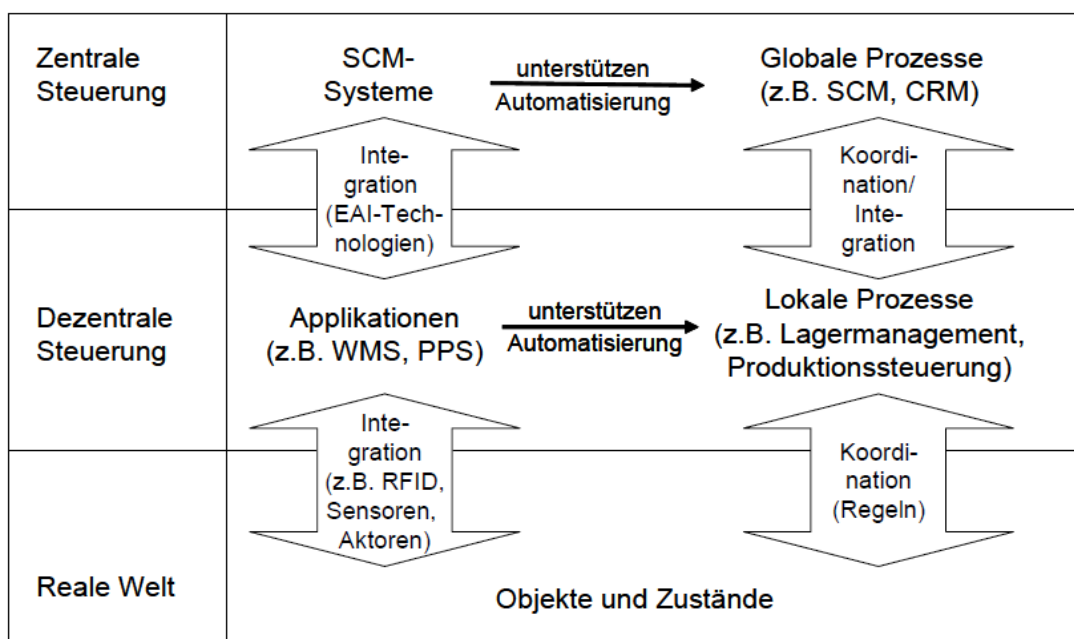 Zentrale
Steuerung
SCM-
Systeme
unterstützen
Automatisierung
Globale Prozesse
(z.B. SCM, CRM)
Inte-
gration
(EAI-Tech-
nologien)
Koordi-
nation/
Inte-
gration
Dezentrale
Steuerung
Applikationen
(z.B. WMS, PPS)
unterstützen
Automatisierung
Lokale Prozesse
(z.B. Lagermanagement,
Produktionssteuerung)
Inte-
gration
(z.B. RFID,
Sensoren,
Aktoren)
Koordi-
nation
(Regeln)
Reale Welt
Objekte und Zustände